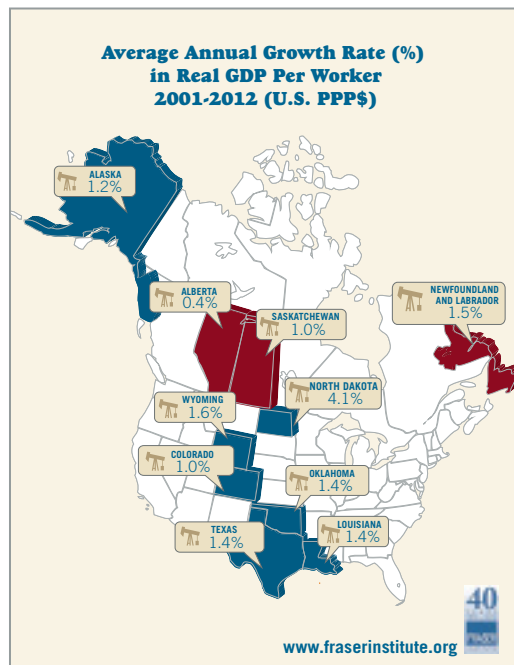 Average Annual Growth Rate (%)
in Real GDP Per Worker
2001-2012 (U.S. PPP$)
ALASKA
1.2%
ALBERTA
0.4%
SASKATCHEWAN
1.0%
NEWFOUNDLAND
AND LABRADOR
1.5%
NORTH DAKOTA
4.1%
WYOMING
1.6%
COLORADO
1.0%
OKLAHOMA
1.4%
TEXAS
1.4%
LOUISIANA
1.4%
40
FRASER
www.fraserinstitute.org